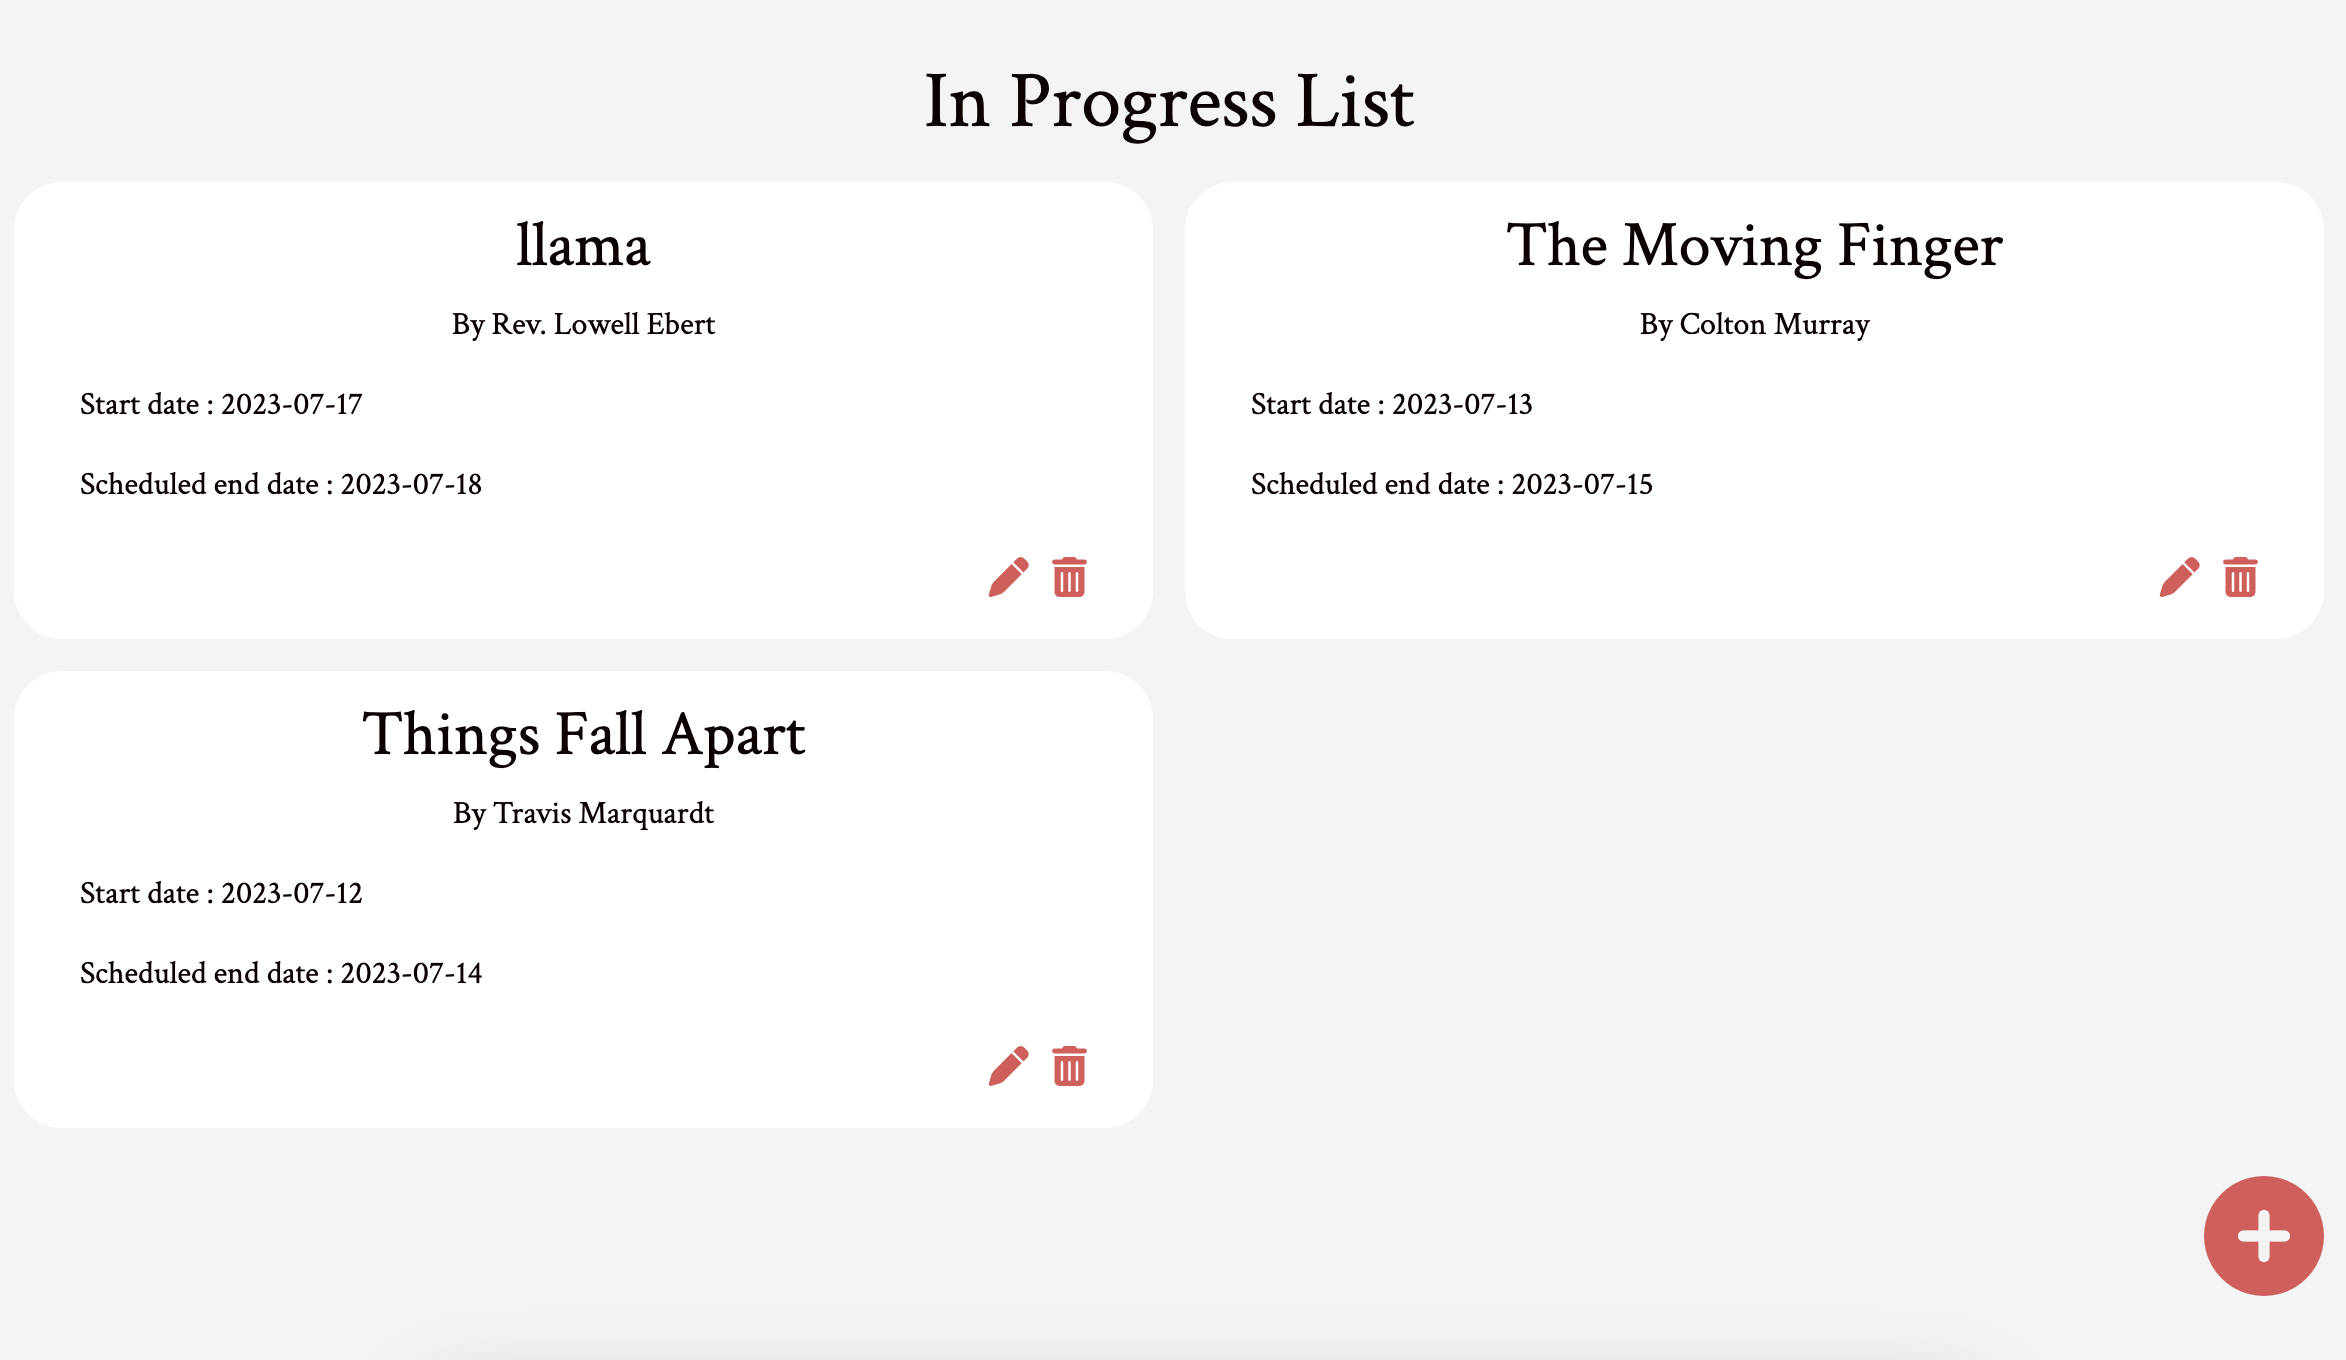 In Progress List
llama
By Rev. Lowell Ebert
Start date : 2023-07-17
Scheduled end date : 2023-07-18
The Moving Finger
By Colton Murray
Start date : 2023-07-13
Scheduled end date : 2023-07-15
Things Fall Apart
By Travis Marquardt
Start date : 2023-07-12
Scheduled end date : 2023-07-14